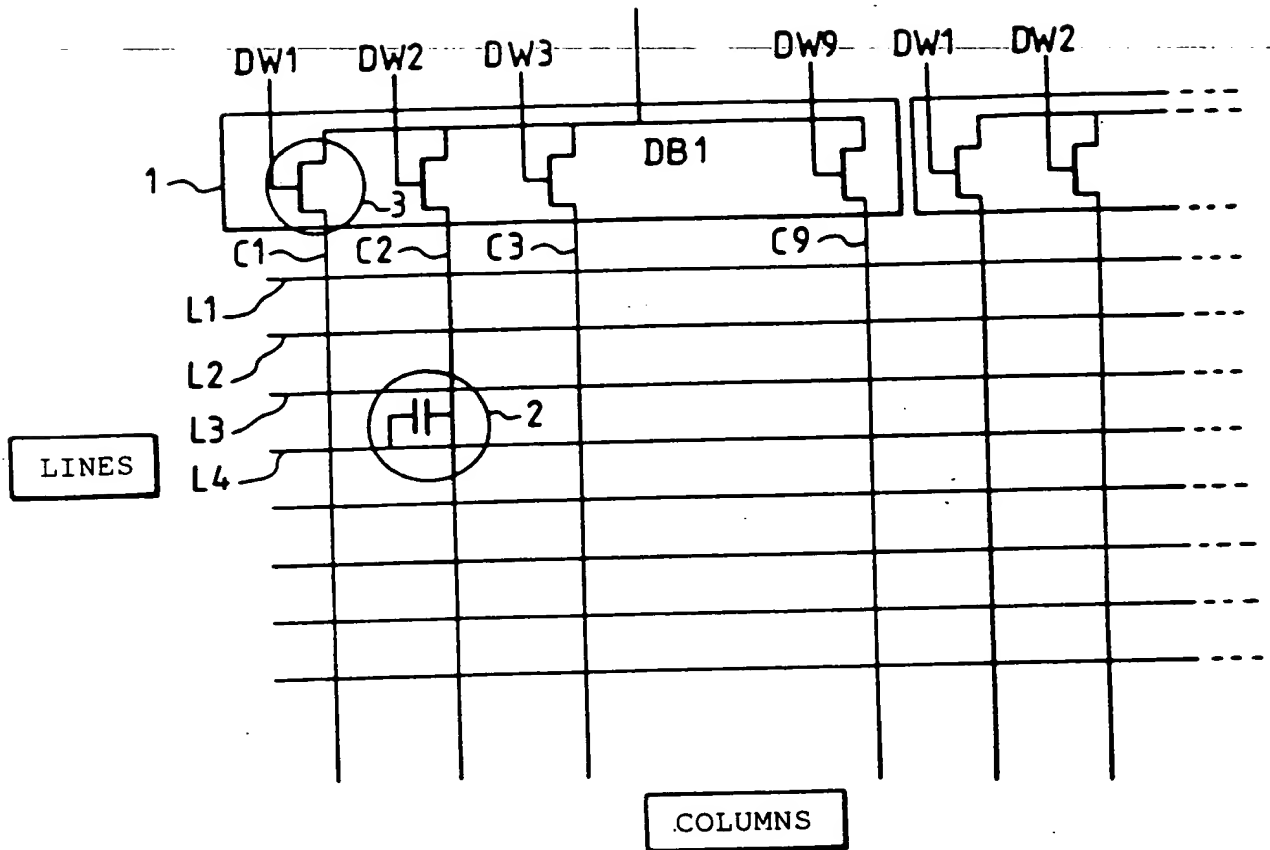 DW1 DW2 DW3 DW9 DW1 DW2
DB1
1
3
C1 C2 C3 C9
L1
L2
L3
2
L4
LINES
COLUMNS